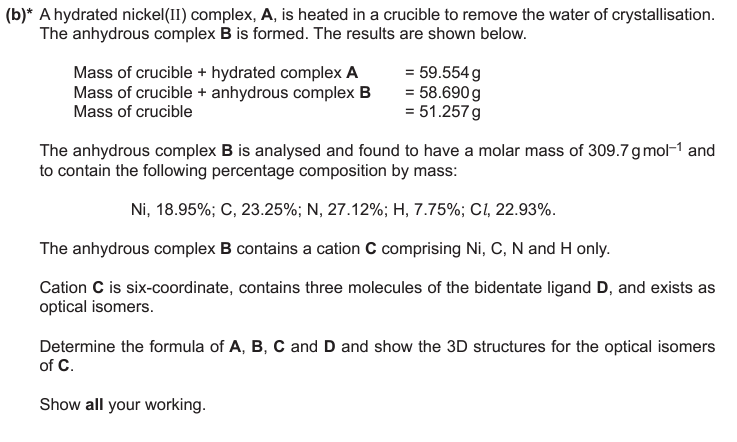 (b)* A hydrated nickel(II) complex, A, is heated in a crucible to remove the water of crystallisation.
The anhydrous complex B is formed. The results are shown below.
Mass of crucible + hydrated complex A = 59.554 g
Mass of crucible + anhydrous complex B = 58.690 g
Mass of crucible = 51.257 g
The anhydrous complex B is analysed and found to have a molar mass of 309.7 g mol⁻¹ and
to contain the following percentage composition by mass:
Ni, 18.95%; C, 23.25%; N, 27.12%; H, 7.75%; Cl, 22.93%.
The anhydrous complex B contains a cation C comprising Ni, C, N and H only.
Cation C is six-coordinate, contains three molecules of the bidentate ligand D, and exists as
optical isomers.
Determine the formula of A, B, C and D and show the 3D structures for the optical isomers
of C.
Show all your working.